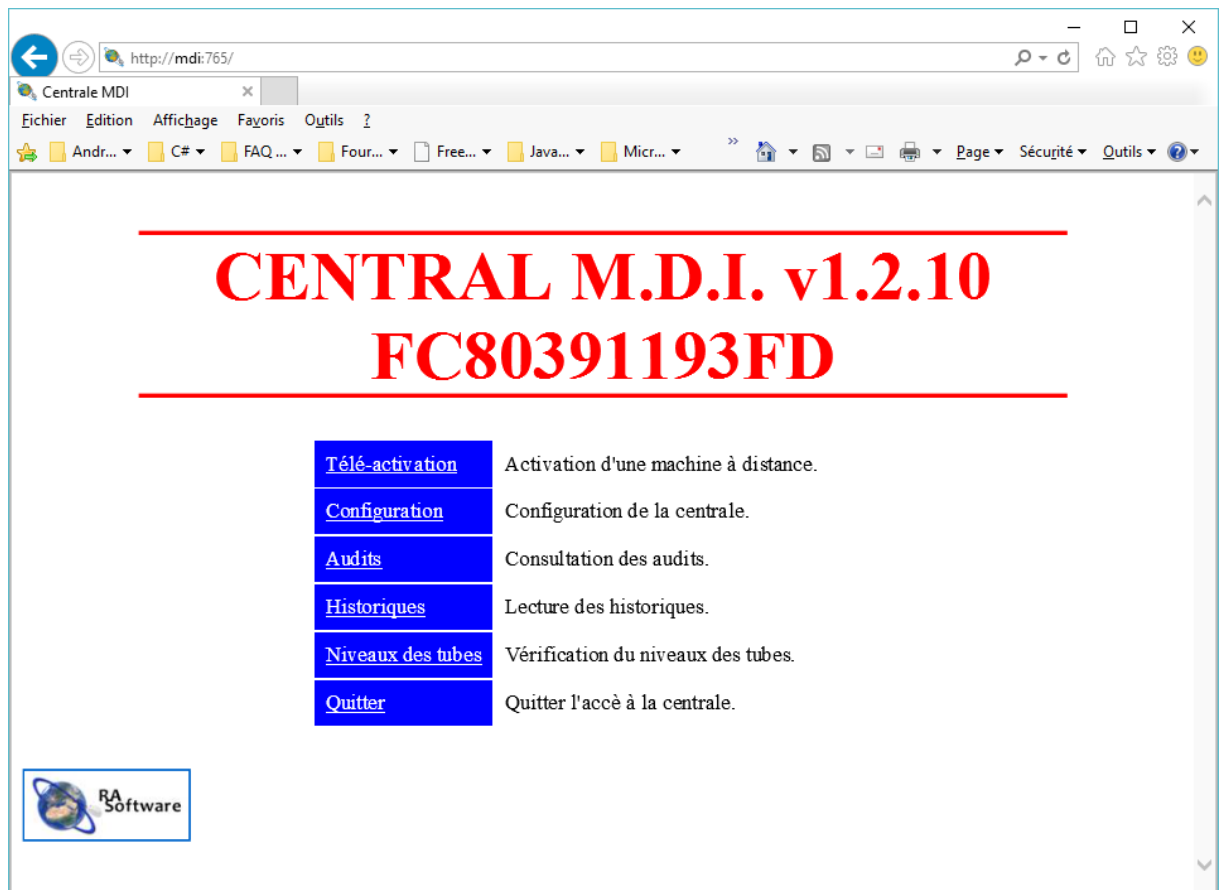 http://mdi:765/
Centrale MDI
Fichier Edition Affichage Favoris Outils ?
Andr... C# FAQ ... Four... Free... Java... Micr... » Page Sécurité Outils
CENTRAL M.D.I. v1.2.10
FC80391193FD
Télé-activation Activation d'une machine à distance.
Configuration Configuration de la centrale.
Audits Consultation des audits.
Historiques Lecture des historiques.
Niveaux des tubes Vérification du niveaux des tubes.
Quitter Quitter l'accè à la centrale.
RA
Software